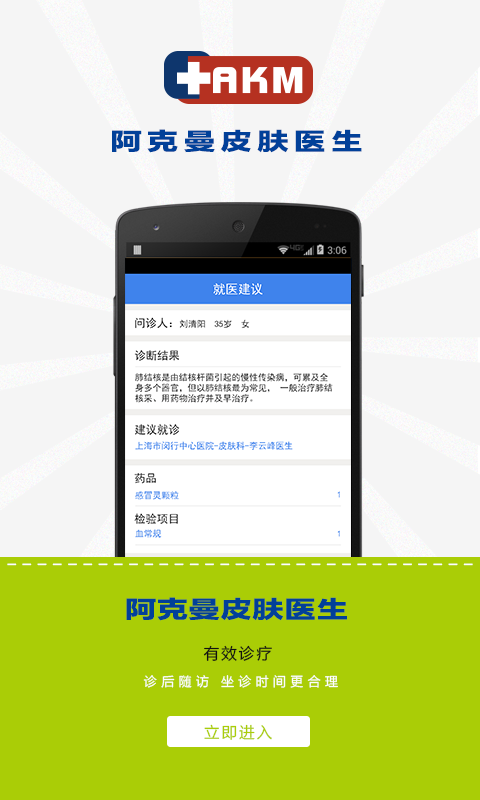 AKM
阿克曼皮肤医生
3:06
就医建议
问诊人：刘清阳 35岁 女
诊断结果
肺结核是由结核杆菌引起的慢性传染病，可累及全
身多个器官，但以肺结核最为常见， 一般治疗肺结
核采、用药物治疗并及早治疗。
建议就诊
上海市闵行中心医院-皮肤科-李云峰医生
药品
感冒灵颗粒 1
检验项目
血常规 1
阿克曼皮肤医生
有效诊疗
诊后随访 坐诊时间更合理
立即进入